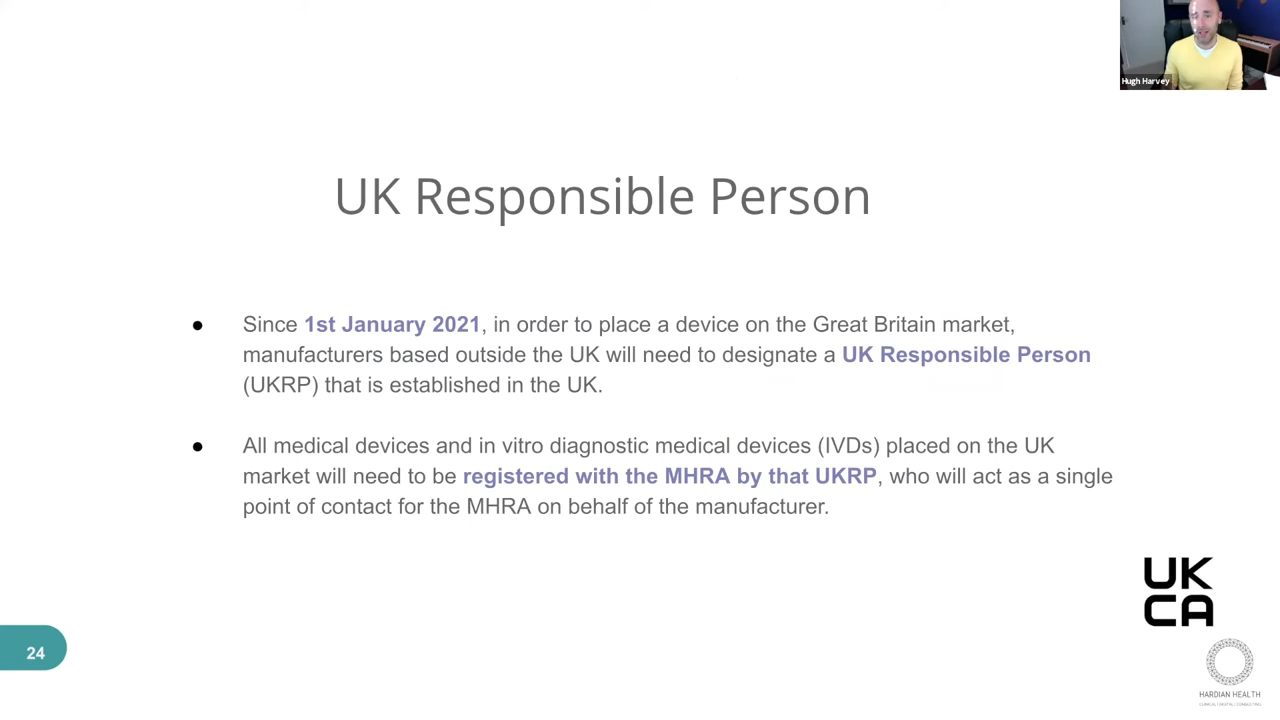 Hugh Harvey
UK Responsible Person
● Since 1st January 2021, in order to place a device on the Great Britain market,
manufacturers based outside the UK will need to designate a UK Responsible Person
(UKRP) that is established in the UK.
● All medical devices and in vitro diagnostic medical devices (IVDs) placed on the UK
market will need to be registered with the MHRA by that UKRP, who will act as a single
point of contact for the MHRA on behalf of the manufacturer.
UK
CA
24
HARDIAN HEALTH
CLINICAL | DIGITAL | CONSULTING